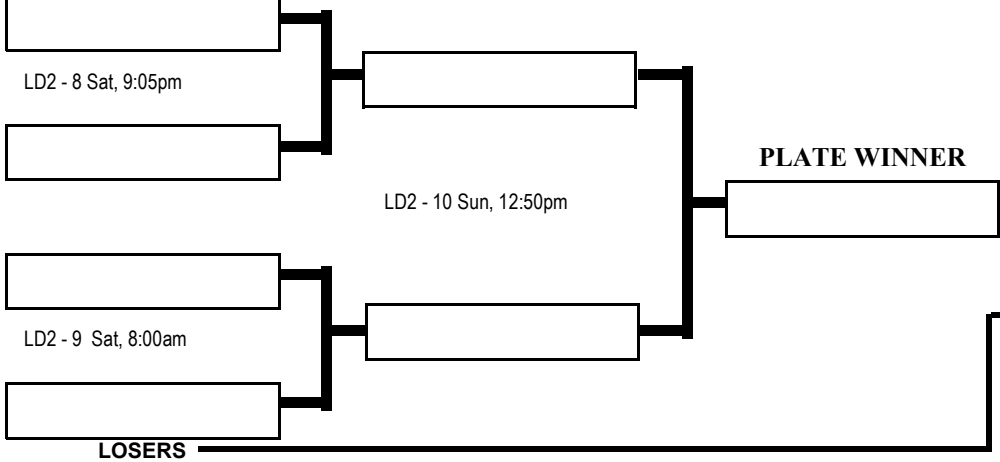 LD2 - 8 Sat, 9:05pm
PLATE WINNER
LD2 - 10 Sun, 12:50pm
LD2 - 9  Sat, 8:00am
LOSERS